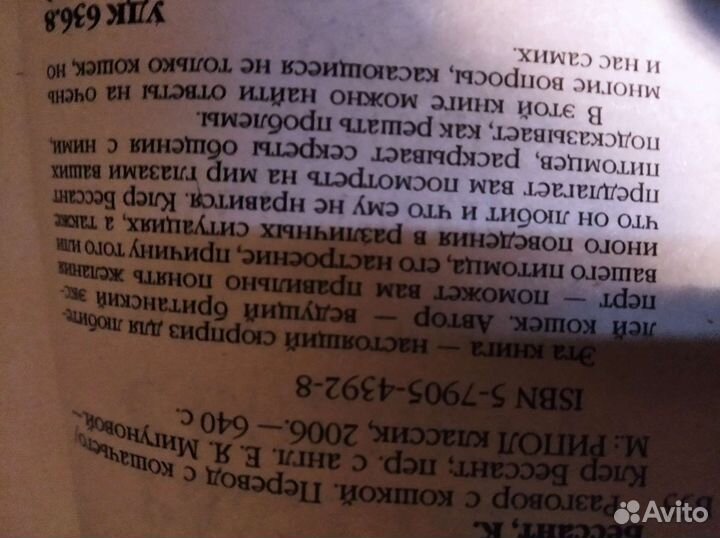 Бессант, К.
Б53
Разговор с кошкой. Перевод с кошачьего/
Клер Бессант, пер. с англ. Е. Я. Мигуновой.—
М.: РИПОЛ классик, 2006.— 640 с.
ISBN 5-7905-4392-8
Эта книга — настоящий сюрприз для любите-
лей кошек. Автор — ведущий британский экс-
перт — поможет вам правильно понять желания
вашего питомца, его настроение, причину того или
иного поведения в различных ситуациях, а также
что он любит и что ему не нравится. Клер Бессант
предлагает вам посмотреть на мир глазами ваших
питомцев, раскрывает секреты общения с ними,
подсказывает, как решать проблемы.
В этой книге можно найти ответы на очень
многие вопросы, касающиеся не только кошек, но
и нас самих.
УДК 636.8
Avito